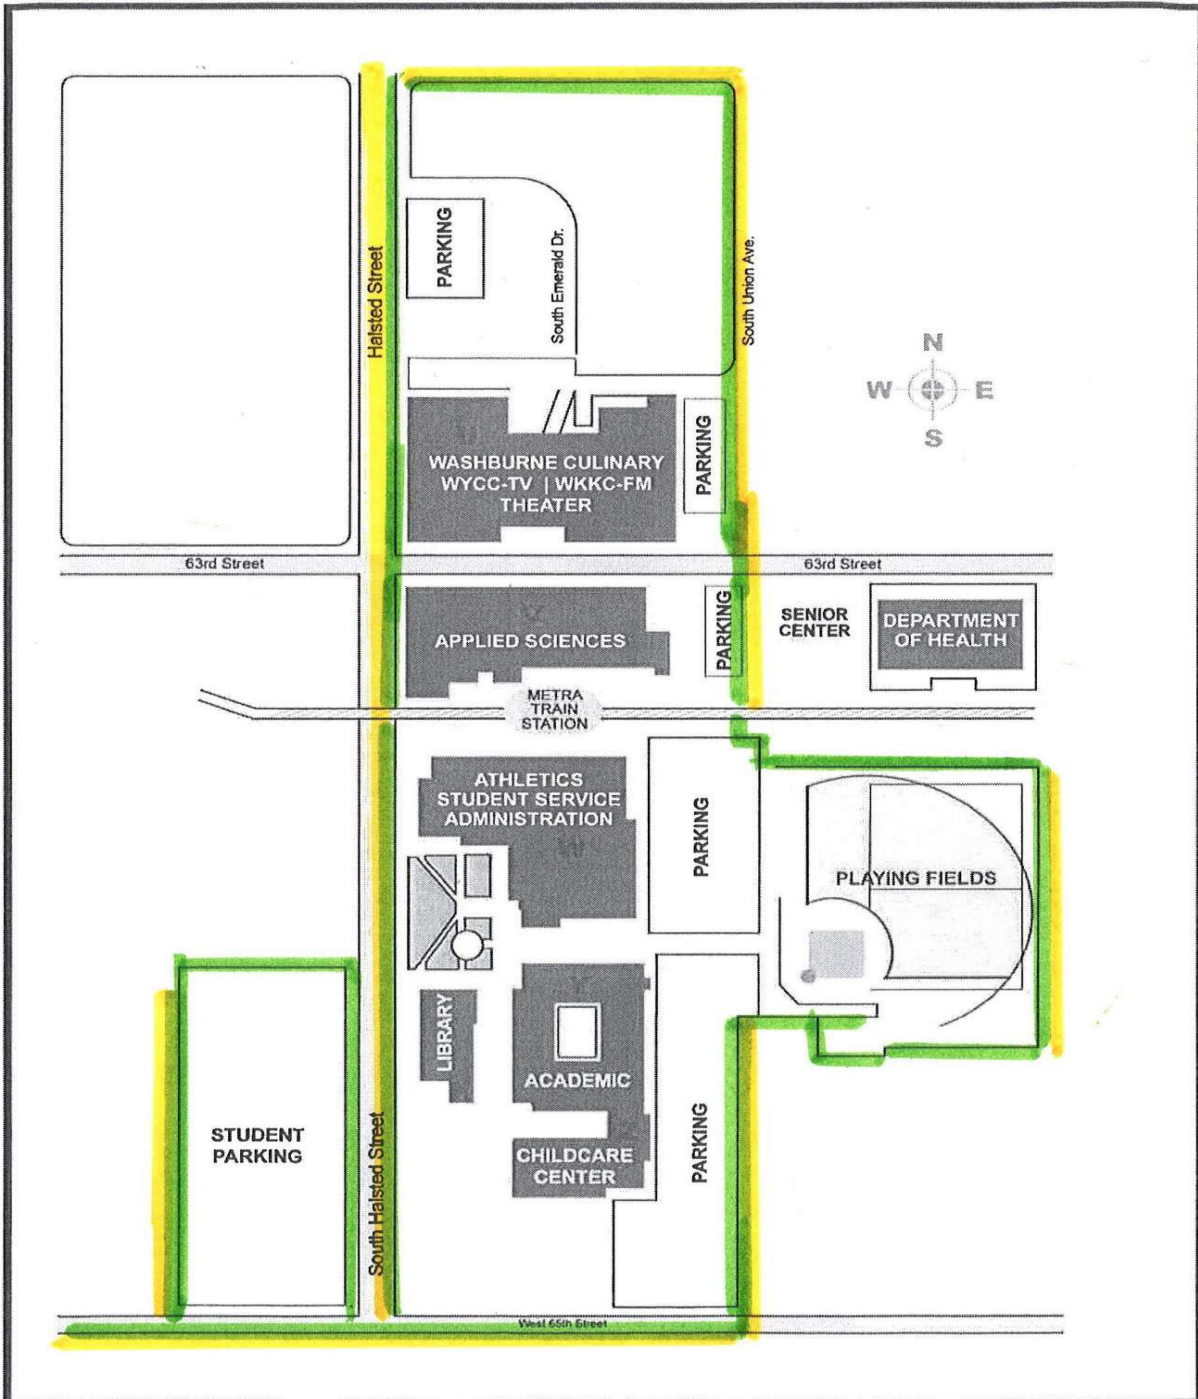 Halsted Street
PARKING
South Emerald Dr.
South Union Ave.
N
W
E
S
WASHBURNE CULINARY
WYCC-TV | WKKC-FM
THEATER
PARKING
63rd Street
63rd Street
APPLIED SCIENCES
PARKING
SENIOR
CENTER
DEPARTMENT
OF HEALTH
METRA
TRAIN
STATION
ATHLETICS
STUDENT SERVICE
ADMINISTRATION
PARKING
PLAYING FIELDS
LIBRARY
ACADEMIC
STUDENT
PARKING
South Halsted Street
CHILDCARE
CENTER
PARKING
West 65th Street